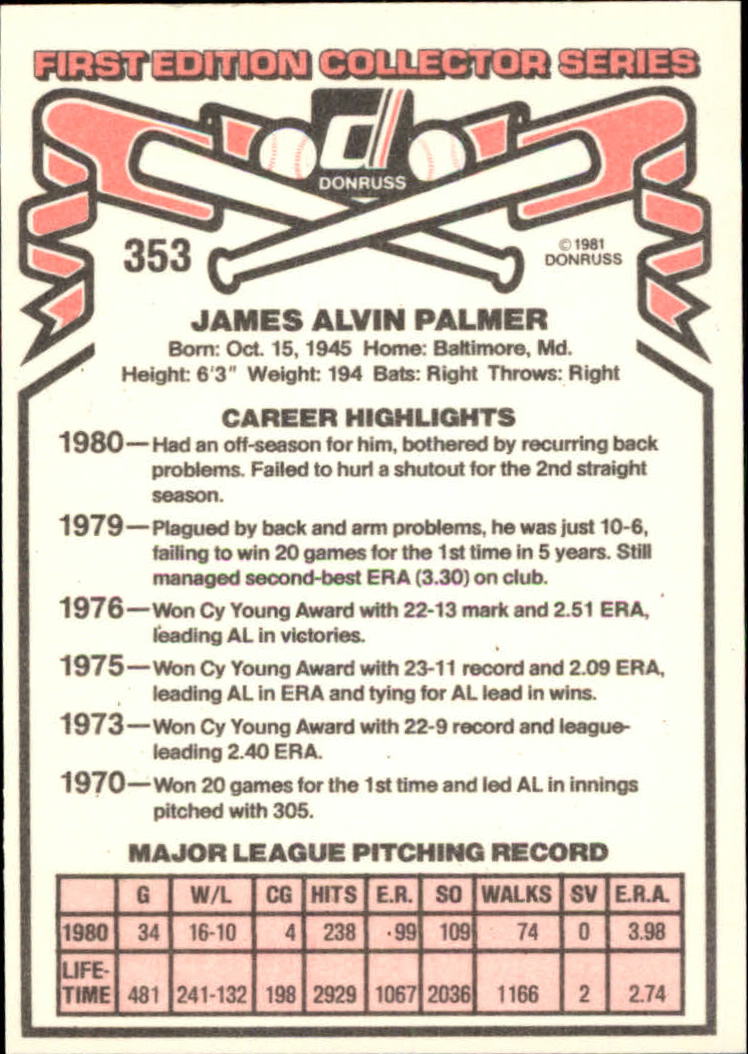 FIRST EDITION COLLECTOR SERIES
d
DONRUSS
353
© 1981
DONRUSS
JAMES ALVIN PALMER
Born: Oct. 15, 1945 Home: Baltimore, Md.
Height: 6'3" Weight: 194 Bats: Right Throws: Right
CAREER HIGHLIGHTS
1980—Had an off-season for him, bothered by recurring back
problems. Failed to hurl a shutout for the 2nd straight
season.
1979—Plagued by back and arm problems, he was just 10-6,
failing to win 20 games for the 1st time in 5 years. Still
managed second-best ERA (3.30) on club.
1976—Won Cy Young Award with 22-13 mark and 2.51 ERA,
leading AL in victories.
1975—Won Cy Young Award with 23-11 record and 2.09 ERA,
leading AL in ERA and tying for AL lead in wins.
1973—Won Cy Young Award with 22-9 record and league-
leading 2.40 ERA.
1970—Won 20 games for the 1st time and led AL in innings
pitched with 305.
MAJOR LEAGUE PITCHING RECORD
G W/L CG HITS E.R. SO WALKS SV E.R.A.
1980 34 16-10 4 238 99 109 74 0 3.98
LIFE-
TIME 481 241-132 198 2929 1067 2036 1166 2 2.74